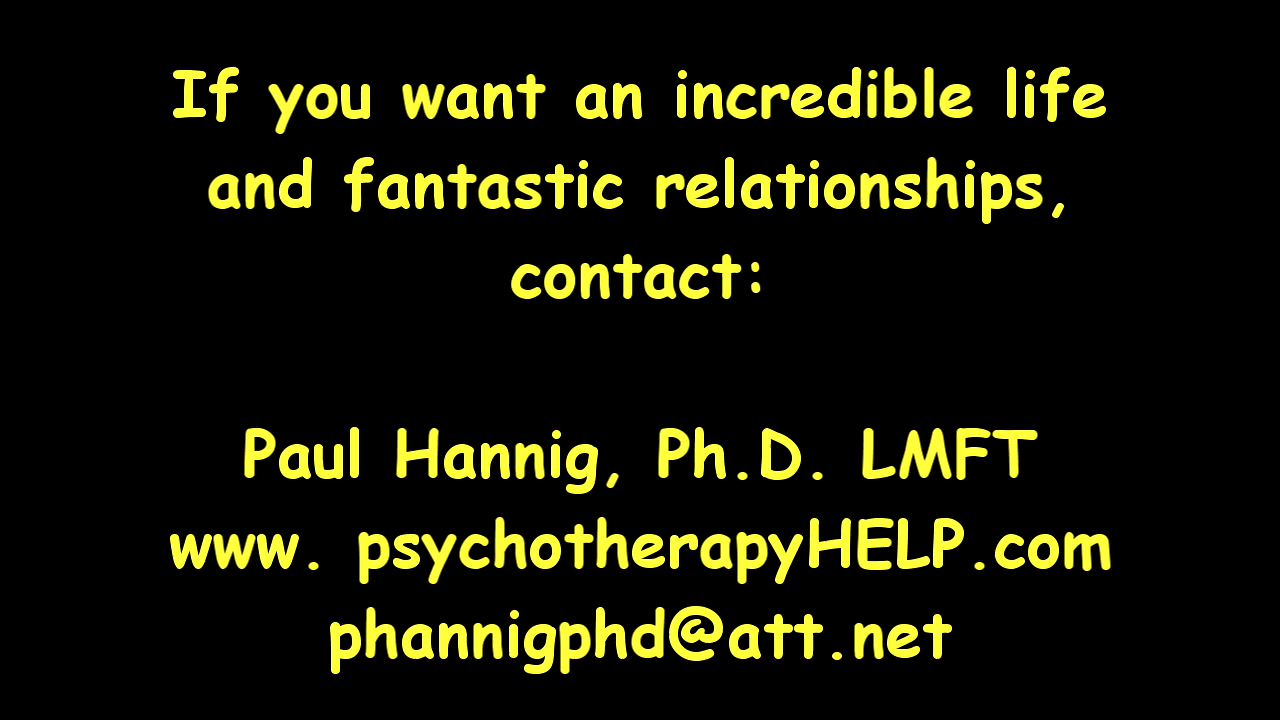 If you want an incredible life
and fantastic relationships,
contact:
Paul Hannig, Ph.D. LMFT
www. psychotherapyHELP.com
phannigphd@att.net